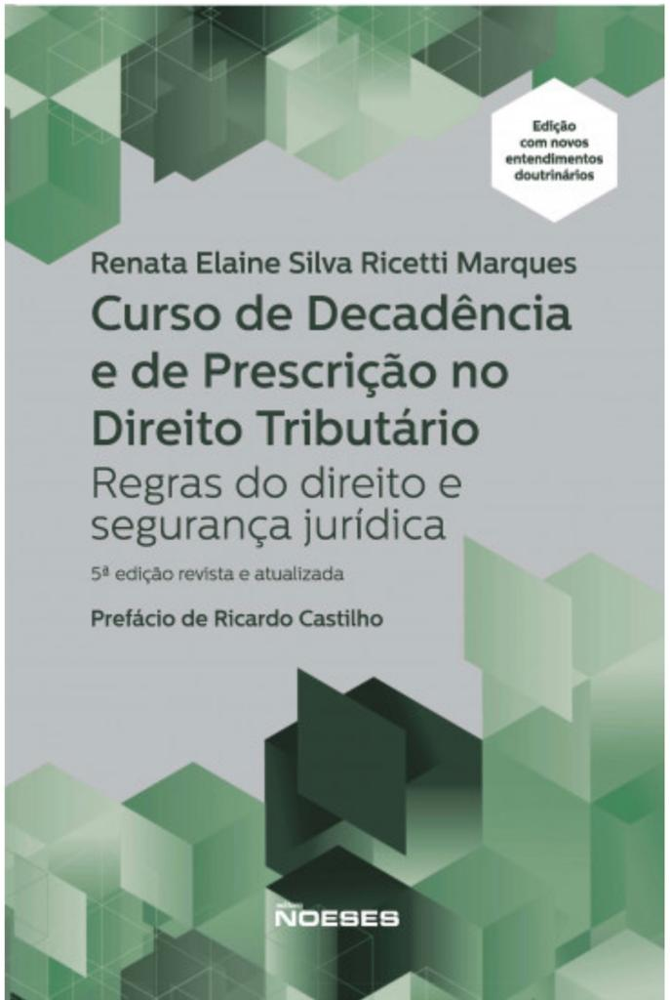 Edição
com novos
entendimentos
doutrinários
Renata Elaine Silva Ricetti Marques
Curso de Decadência
e de Prescrição no
Direito Tributário
Regras do direito e
segurança jurídica
5ª edição revista e atualizada
Prefácio de Ricardo Castilho
NOESES